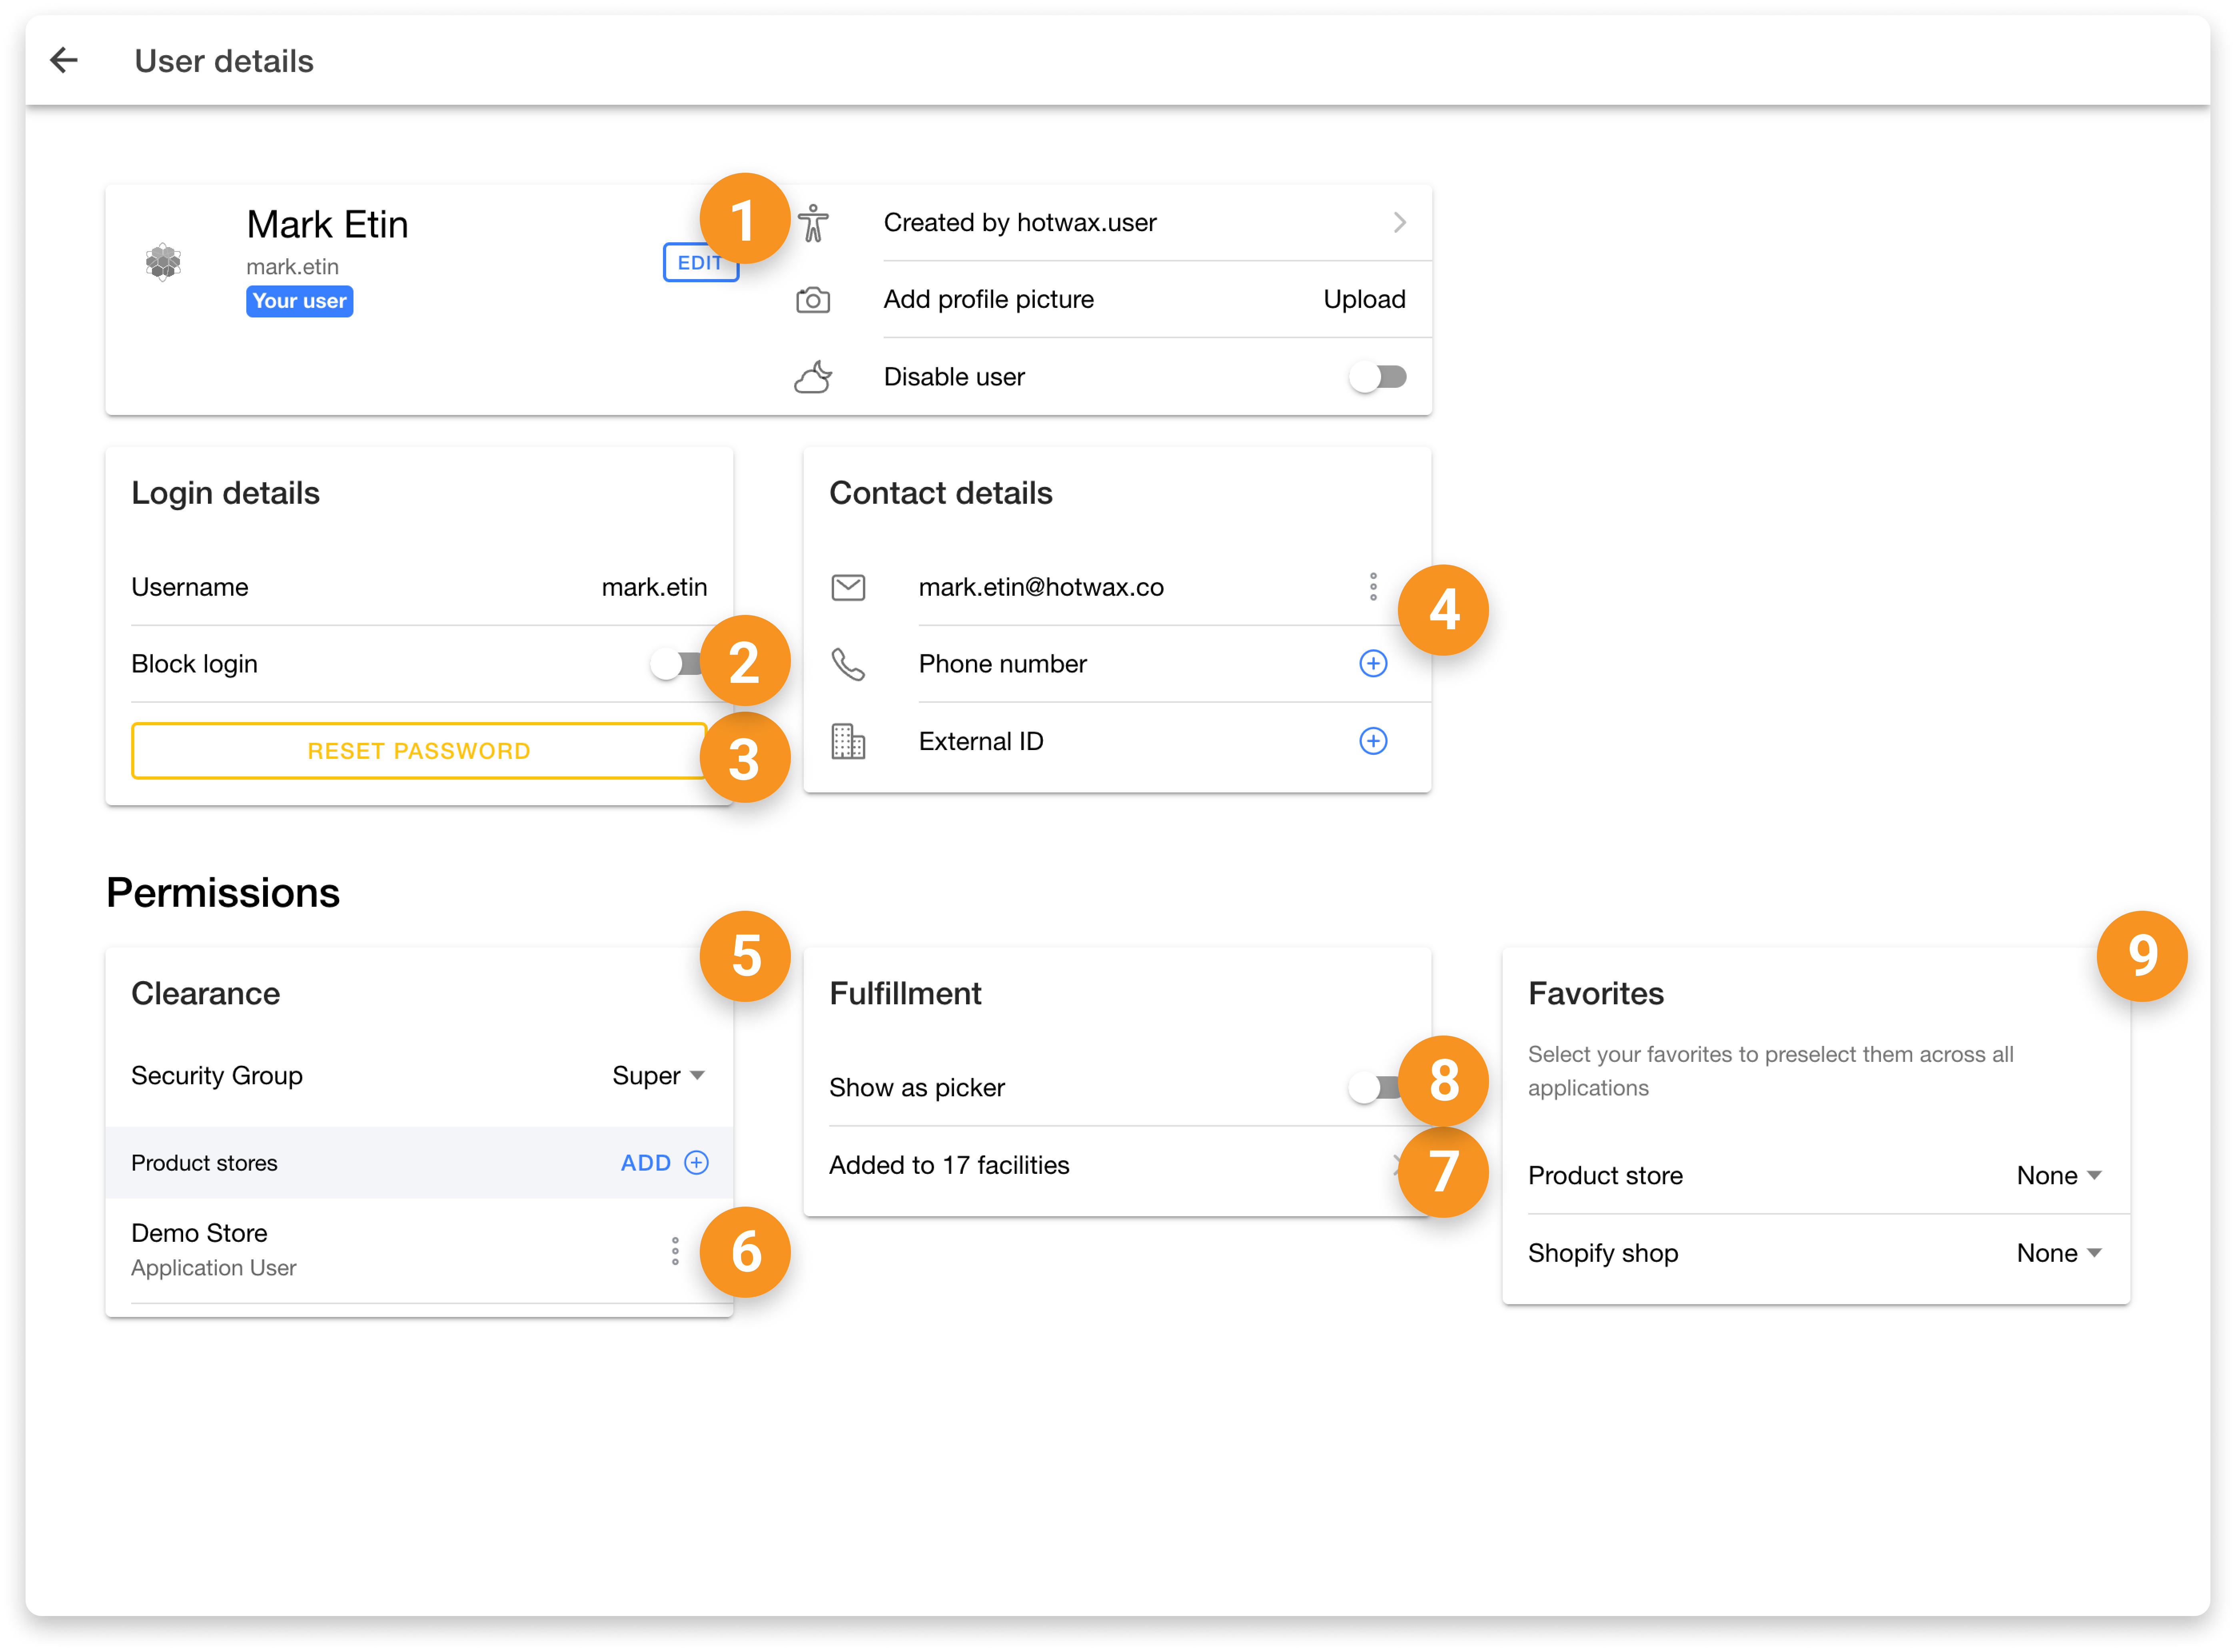 User details
Mark Etin
mark.etin
Your user
EDIT
1
Created by hotwax.user
Add profile picture
Upload
Disable user
Login details
Username
mark.etin
Block login
2
RESET PASSWORD
3
Contact details
mark.etin@hotwax.co
4
Phone number
External ID
Permissions
5
Clearance
Security Group
Super
Product stores
ADD
Demo Store
Application User
6
Fulfillment
Show as picker
8
Added to 17 facilities
7
9
Favorites
Select your favorites to preselect them across all
applications
Product store
None
Shopify shop
None